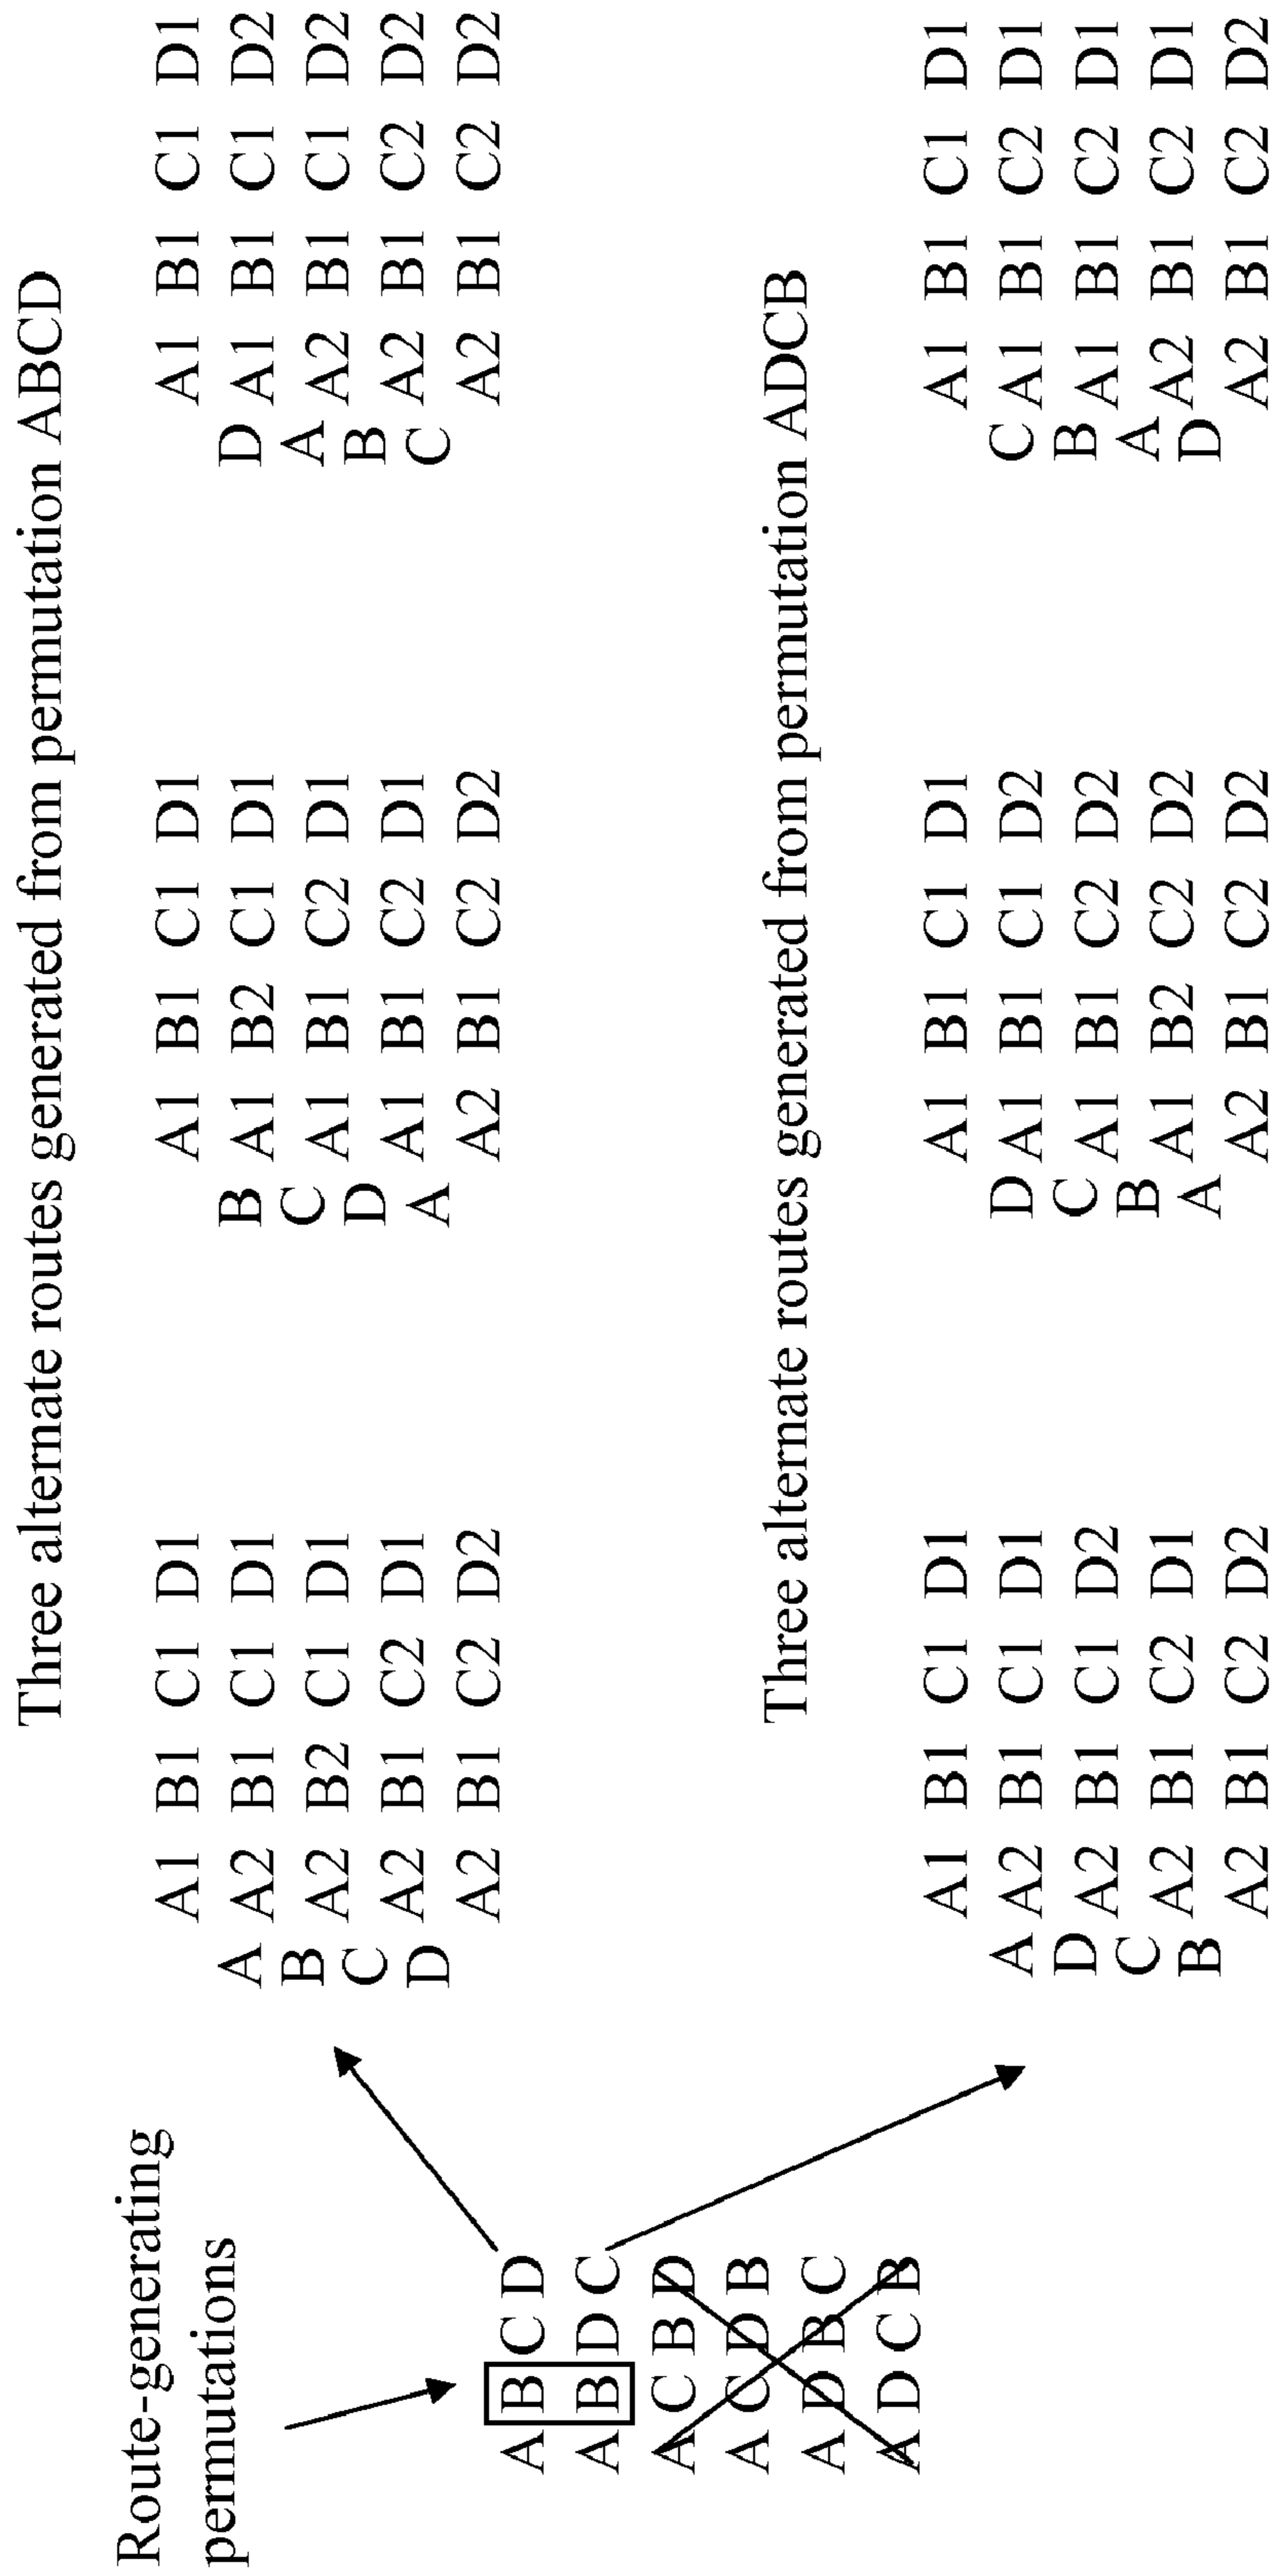 Route-generating
permutations
A B C D
A B D C
A C B D
A C D B
A D B C
A D C B
Three alternate routes generated from permutation ABCD
A1 B1 C1 D1
A A2 B1 C1 D1
B A2 B2 C1 D1
C A2 B1 C2 D1
D A2 B1 C2 D2
A1 B1 C1 D1
B A1 B2 C1 D1
C A1 B1 C2 D1
D A1 B1 C2 D1
A A2 B1 C2 D2
A1 B1 C1 D1
D A1 B1 C1 D2
A A2 B1 C1 D2
B A2 B1 C2 D2
C A2 B1 C2 D2
Three alternate routes generated from permutation ADCB
A1 B1 C1 D1
A A2 B1 C1 D1
D A2 B1 C1 D2
C A2 B1 C2 D1
B A2 B1 C2 D2
A1 B1 C1 D1
D A1 B1 C1 D2
C A1 B1 C2 D2
B A1 B2 C2 D2
A A2 B1 C2 D2
A1 B1 C1 D1
C A1 B1 C2 D1
B A1 B1 C2 D1
A A2 B1 C2 D1
D A2 B1 C2 D2